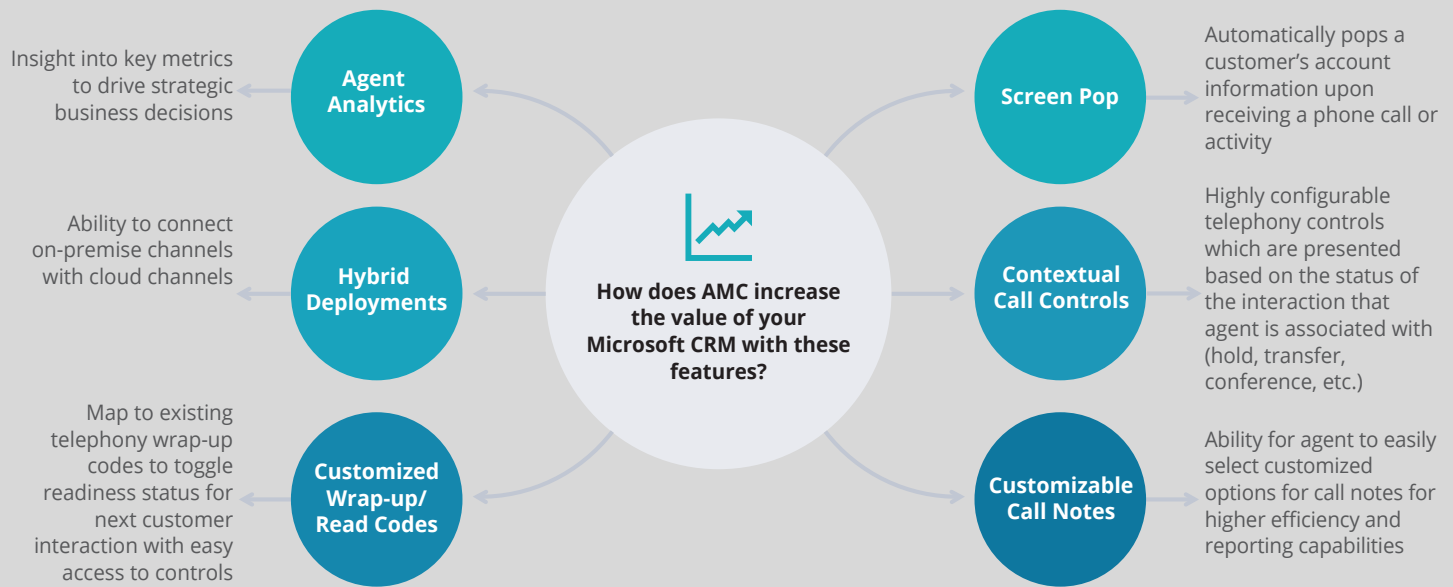 Insight into key metrics
to drive strategic
business decisions
Agent
Analytics
Ability to connect
on-premise channels
with cloud channels
Hybrid
Deployments
Map to existing
telephony wrap-up
codes to toggle
readiness status for
next customer
interaction with easy
access to controls
Customized
Wrap-up/
Read Codes
How does AMC increase
the value of your
Microsoft CRM with these
features?
Screen Pop
Automatically pops a
customer’s account
information upon
receiving a phone call or
activity
Contextual
Call Controls
Highly configurable
telephony controls
which are presented
based on the status of
the interaction that
agent is associated with
(hold, transfer,
conference, etc.)
Customizable
Call Notes
Ability for agent to easily
select customized
options for call notes for
higher efficiency and
reporting capabilities